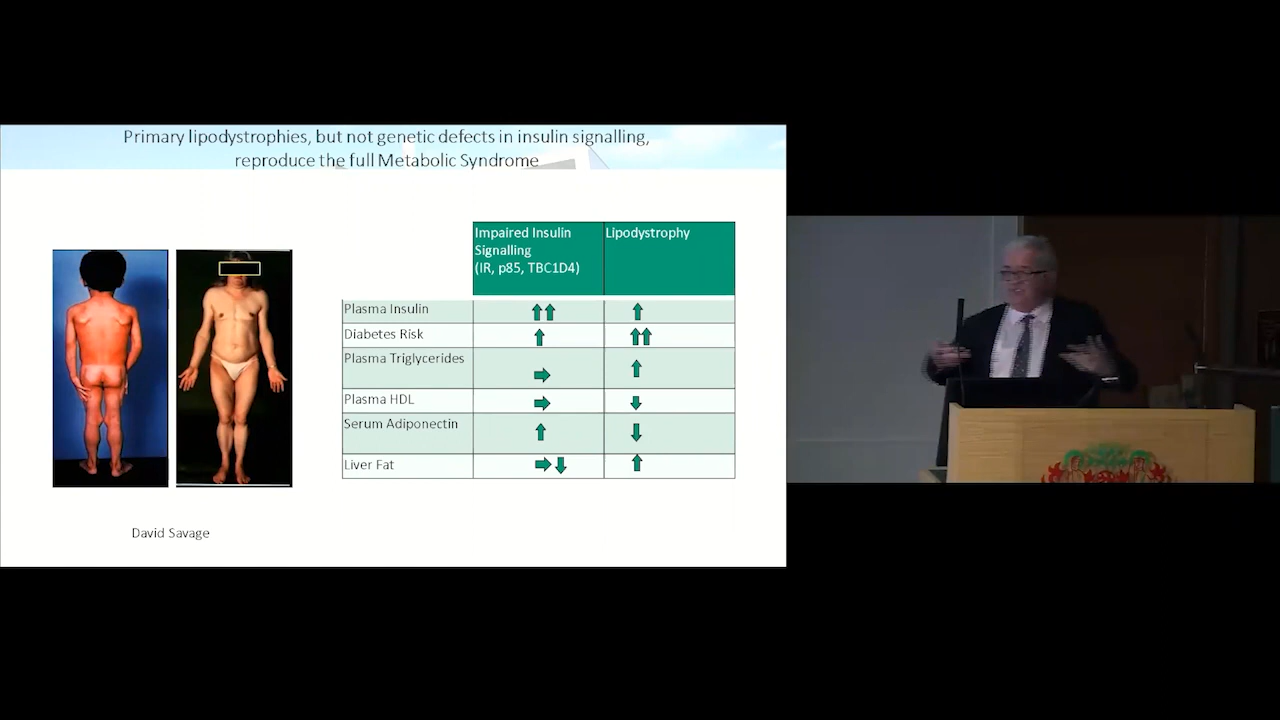 Primary lipodystrophies, but not genetic defects in insulin signalling,
reproduce the full Metabolic Syndrome
Impaired Insulin
Signalling
(IR, p85, TBC1D4)
Lipodystrophy
Plasma Insulin
Diabetes Risk
Plasma Triglycerides
Plasma HDL
Serum Adiponectin
Liver Fat
David Savage